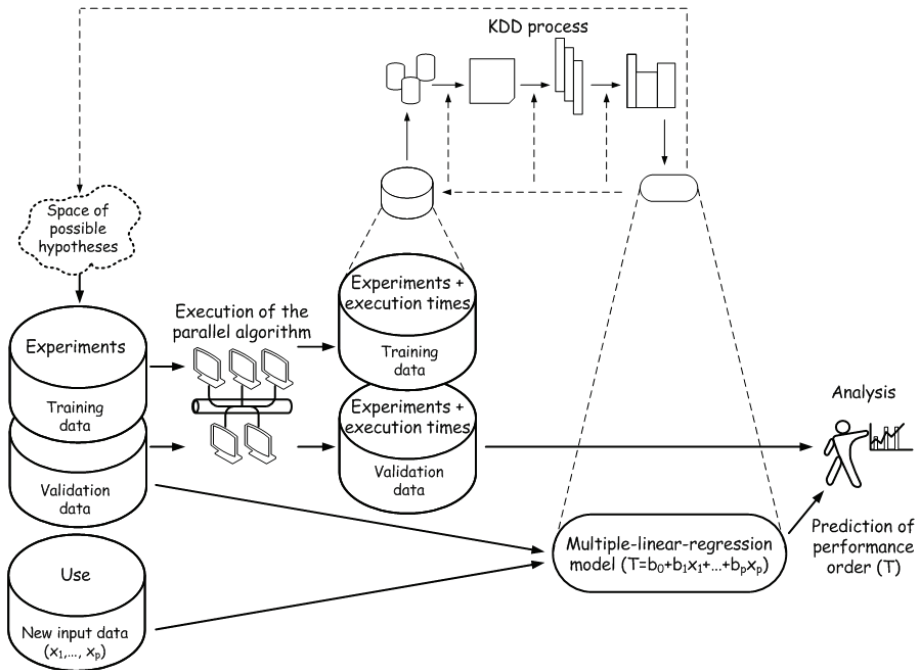 KDD process
Space of
possible
hypotheses
Experiments
Training
data
Validation
data
Use
New input data
(x₁,..., xₚ)
Execution of the
parallel algorithm
Experiments +
execution times
Training
data
Experiments +
execution times
Validation
data
Multiple-linear-regression
model (T=b₀+b₁x₁+...+bₚxₚ)
Analysis
Prediction of
performance
order (T)